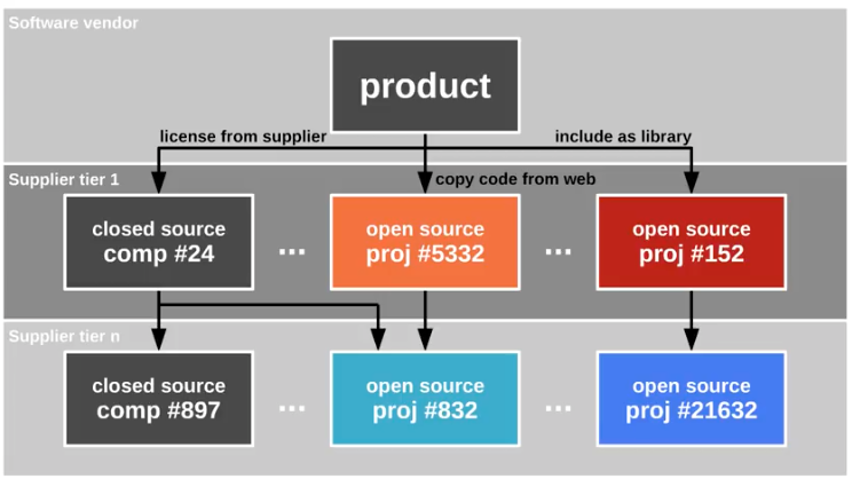 Software vendor
product
license from supplier
include as library
Supplier tier 1
copy code from web
closed source
comp #24
...
open source
proj #5332
...
open source
proj #152
Supplier tier n
closed source
comp #897
...
open source
proj #832
...
open source
proj #21632